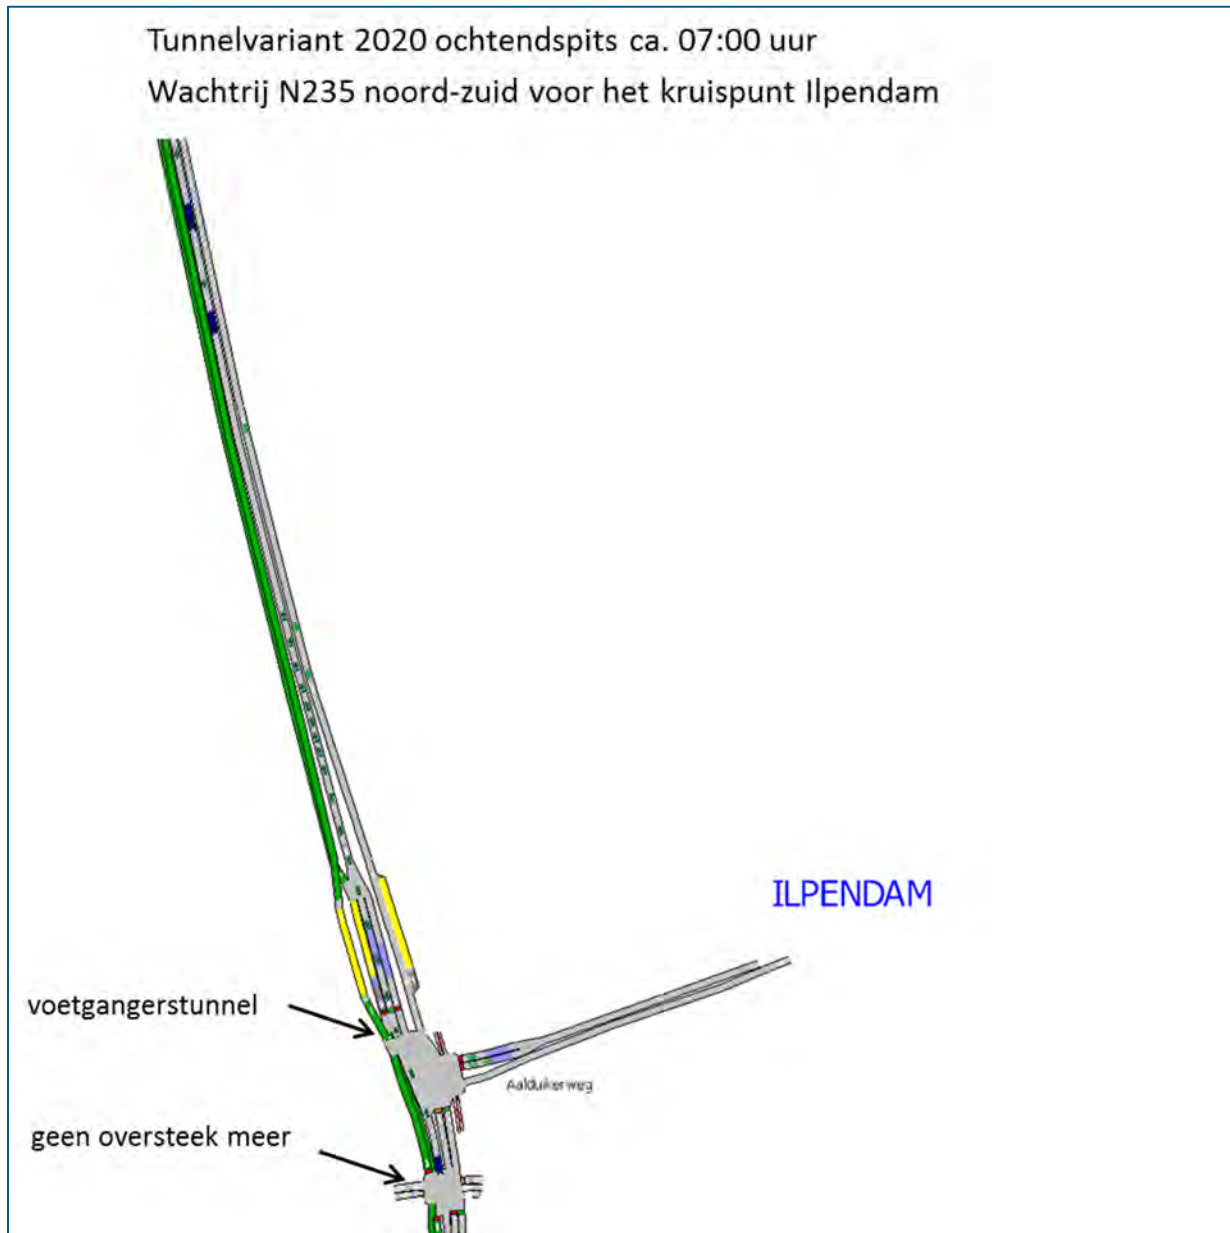 Tunnelvariant 2020 ochtendspits ca. 07:00 uur
Wachtrij N235 noord-zuid voor het kruispunt Ilpendam
ILPENDAM
voetgangerstunnel
Aalduikerweg
geen oversteek meer